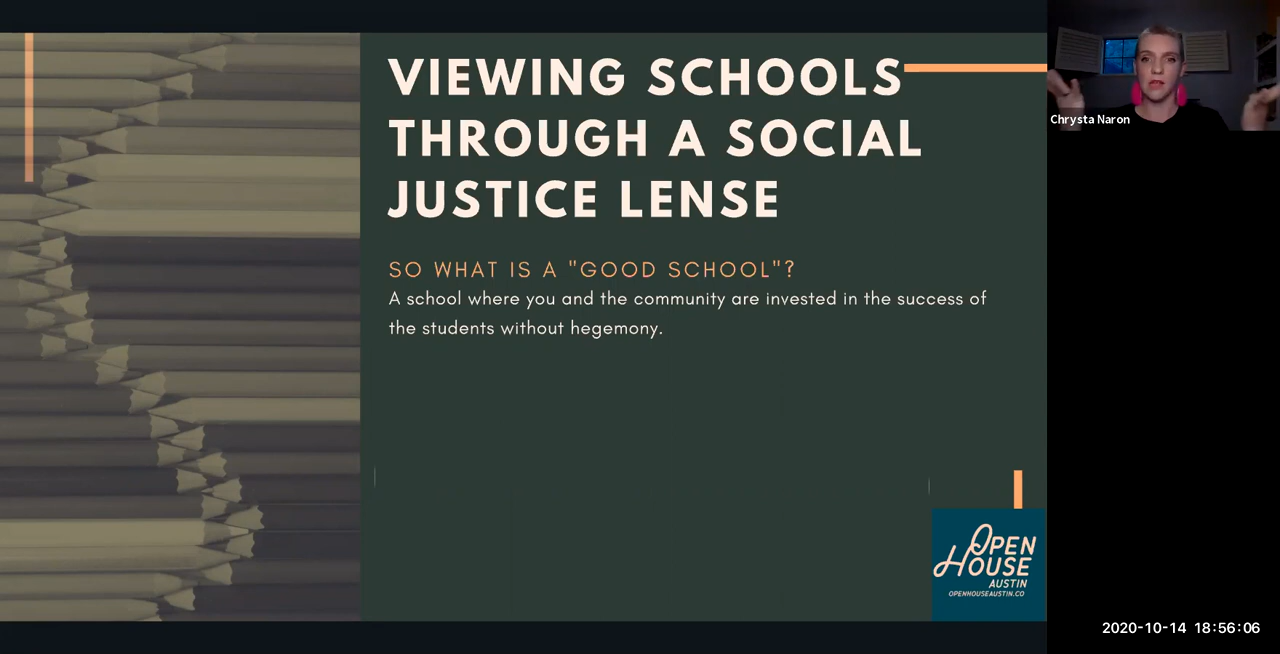 VIEWING SCHOOLS
THROUGH A SOCIAL
JUSTICE LENSE
SO WHAT IS A "GOOD SCHOOL"?
A school where you and the community are invested in the success of
the students without hegemony.
OPEN
HOUSE
AUSTIN
OPENHOUSEAUSTIN.CO
Chrysta Naron
2020-10-14 18:56:06